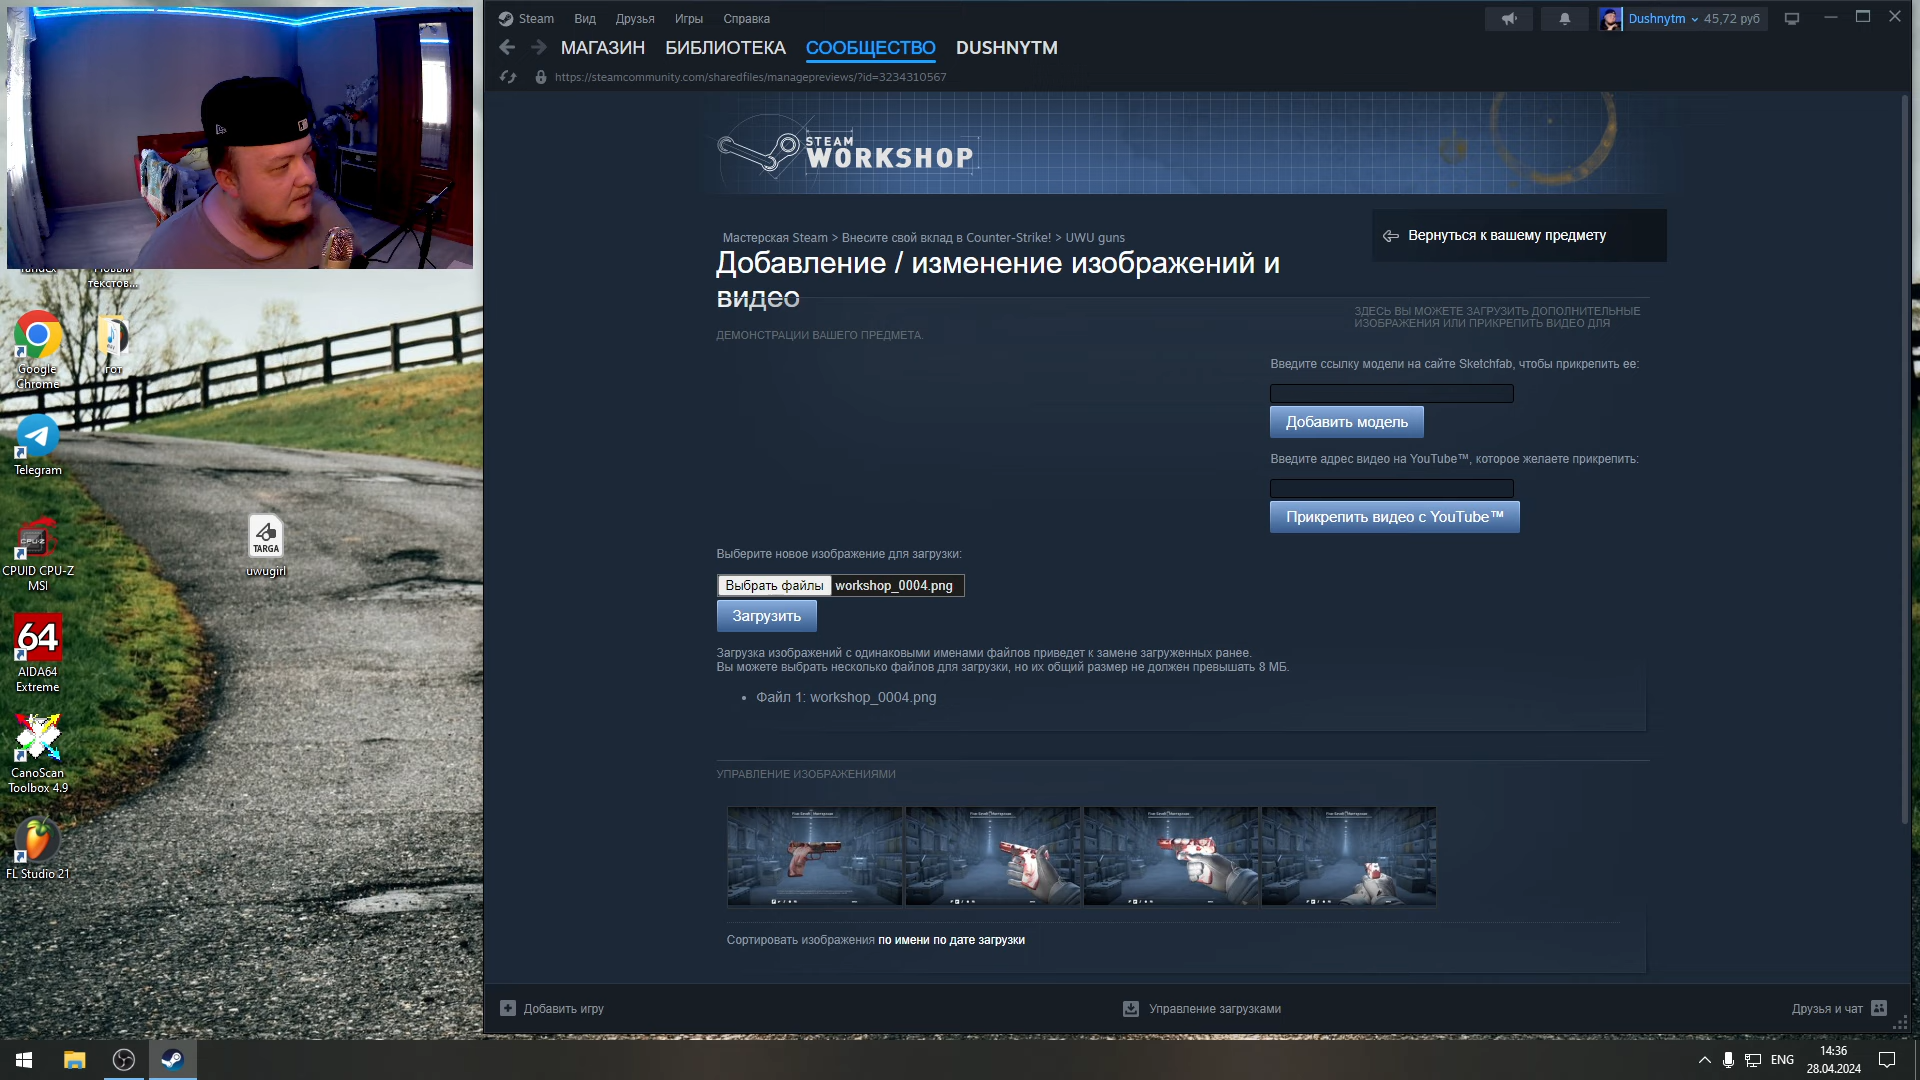 Steam
Вид
Друзья
Игры
Справка
Dushnytm
45,72 руб
МАГАЗИН
БИБЛИОТЕКА
СООБЩЕСТВО
DUSHNYTM
https://steamcommunity.com/sharedfiles/managepreviews/?id=3234310567
STEAM
WORKSHOP
Мастерская Steam > Внесите свой вклад в Counter-Strike! > UWU guns
Вернуться к вашему предмету
Добавление / изменение изображений и
видео
ЗДЕСЬ ВЫ МОЖЕТЕ ЗАГРУЗИТЬ ДОПОЛНИТЕЛЬНЫЕ
ИЗОБРАЖЕНИЯ ИЛИ ПРИКРЕПИТЬ ВИДЕО ДЛЯ
ДЕМОНСТРАЦИИ ВАШЕГО ПРЕДМЕТА.
Введите ссылку модели на сайте Sketchfab, чтобы прикрепить ее:
Добавить модель
Введите адрес видео на YouTube™, которое желаете прикрепить:
Прикрепить видео с YouTube™
Выберите новое изображение для загрузки:
Выбрать файлы workshop_0004.png
Загрузить
Загрузка изображений с одинаковыми именами файлов приведет к замене загруженных ранее.
Вы можете выбрать несколько файлов для загрузки, но их общий размер не должен превышать 8 МБ.
• Файл 1: workshop_0004.png
УПРАВЛЕНИЕ ИЗОБРАЖЕНИЯМИ
Сортировать изображения по имени по дате загрузки
Добавить игру
Управление загрузками
Друзья и чат
текстов...
Google
Chrome
гот
Telegram
TARGA
uwugirl
CPU-Z
CPUID CPU-Z
MSI
64
AIDA64
Extreme
CanoScan
Toolbox 4.9
FL Studio 21
ENG
14:36
28.04.2024